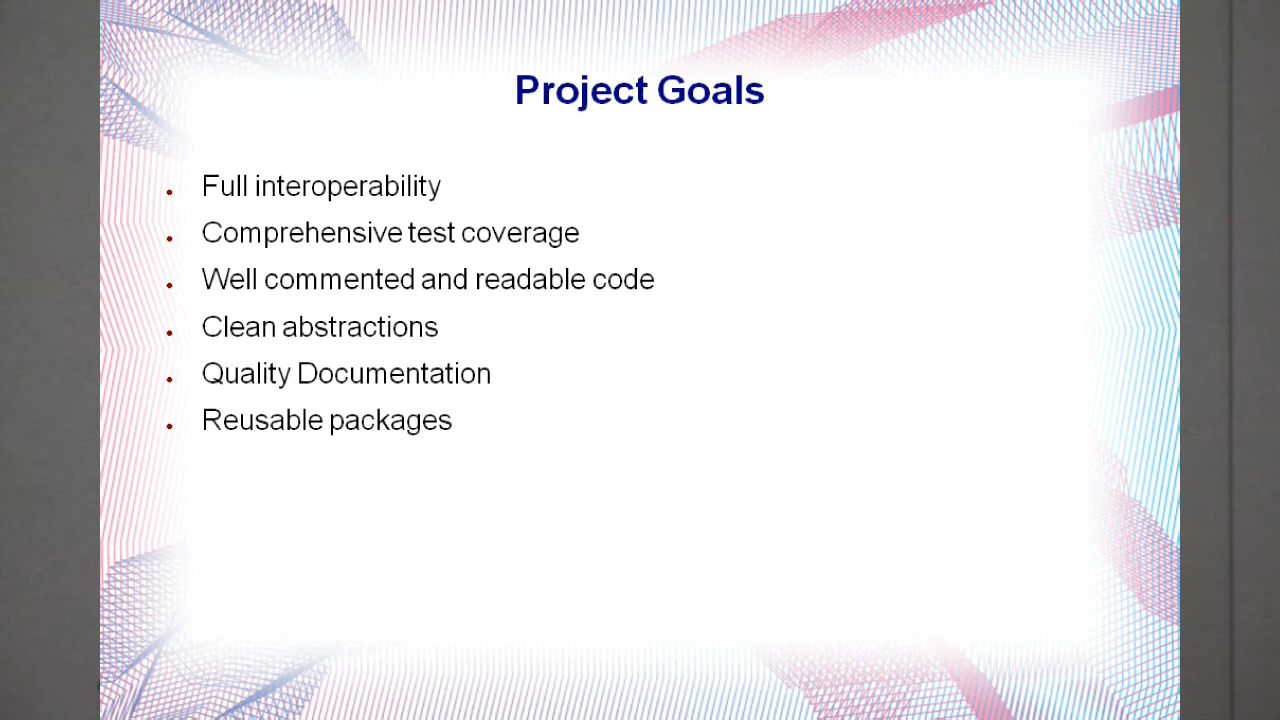 Project Goals
Full interoperability
Comprehensive test coverage
Well commented and readable code
Clean abstractions
Quality Documentation
Reusable packages